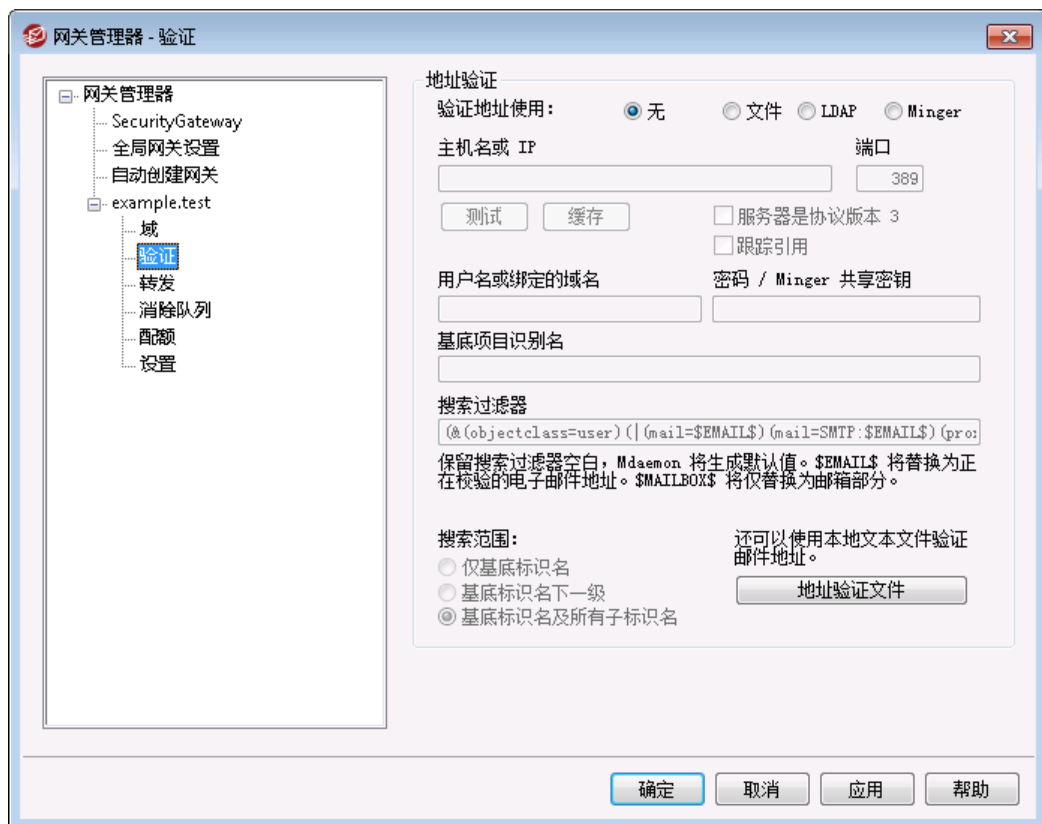 网关管理器 - 验证
网关管理器
SecurityGateway
全局网关设置
自动创建网关
example.test
域
验证
转发
消除队列
配额
设置
地址验证
验证地址使用： 无 文件 LDAP Minger
主机名或 IP 端口
389
测试 缓存 服务器是协议版本 3
跟踪引用
用户名或绑定的域名 密码 / Minger 共享密钥
基底项目识别名
搜索过滤器
(&(objectclass=user)(|(mail=$EMAIL$)(mail=SMTP:$EMAIL$)(pro
保留搜索过滤器空白，Mdaemon 将生成默认值。$EMAIL$ 将替换为正
在校验的电子邮件地址。$MAILBOX$ 将仅替换为邮箱部分。
搜索范围：
仅基底标识名
基底标识名下一级
基底标识名及所有子标识名
还可以使用本地文本文件验证
邮件地址。
地址验证文件
确定 取消 应用 帮助